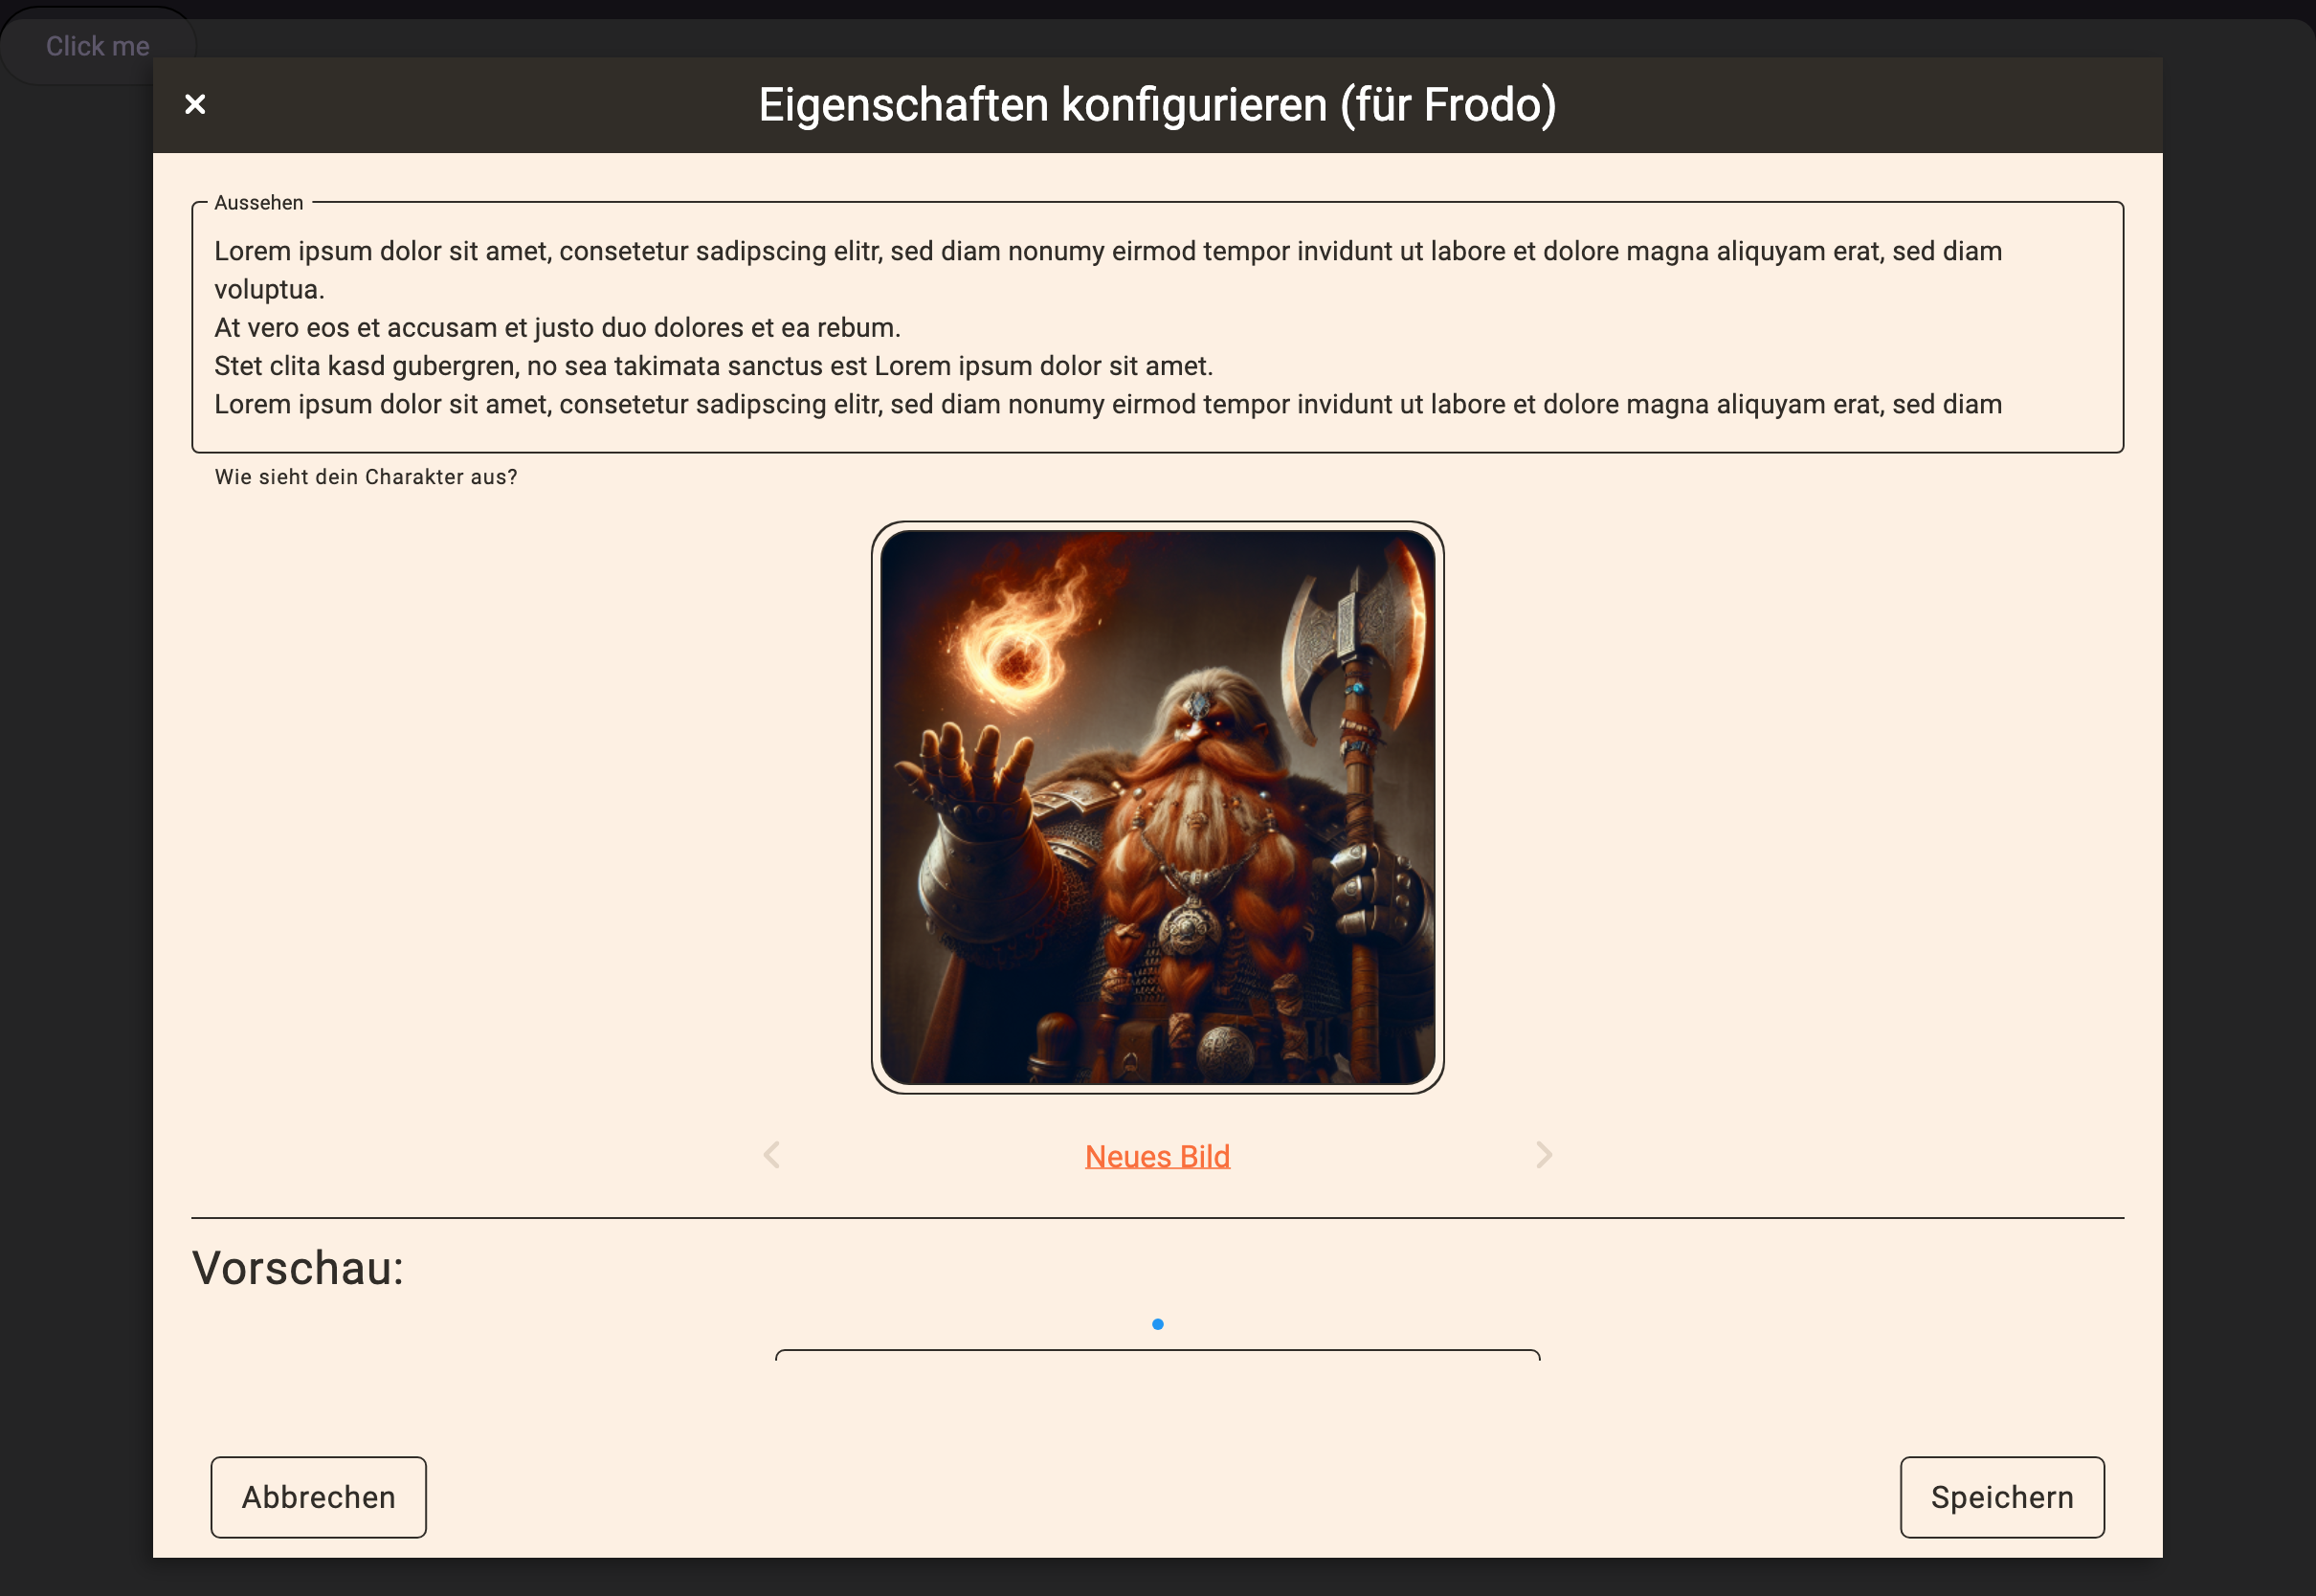 Click me
Eigenschaften konfigurieren (für Frodo)
Aussehen
Lorem ipsum dolor sit amet, consetetur sadipscing elitr, sed diam nonumy eirmod tempor invidunt ut labore et dolore magna aliquyam erat, sed diam
voluptua.
At vero eos et accusam et justo duo dolores et ea rebum.
Stet clita kasd gubergren, no sea takimata sanctus est Lorem ipsum dolor sit amet.
Lorem ipsum dolor sit amet, consetetur sadipscing elitr, sed diam nonumy eirmod tempor invidunt ut labore et dolore magna aliquyam erat, sed diam
Wie sieht dein Charakter aus?
Neues Bild
Vorschau:
Abbrechen
Speichern